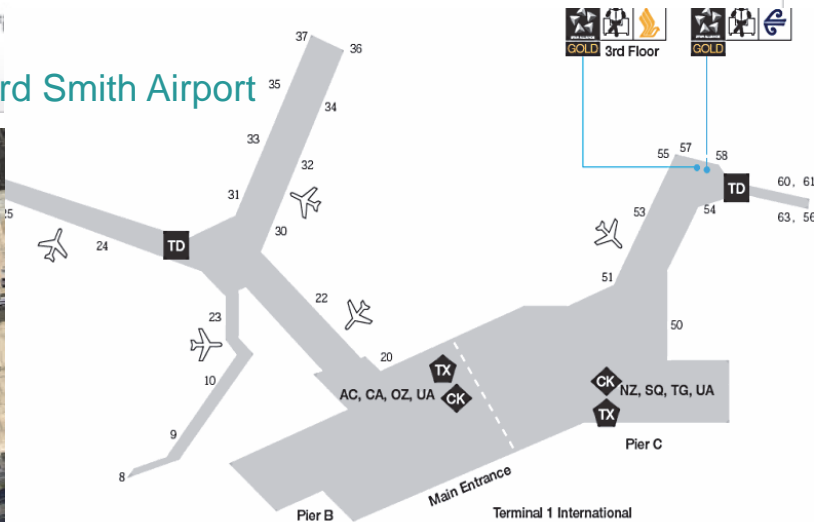 GOLD
3rd Floor
GOLD
rd Smith Airport
37
36
35
34
33
32
31
30
55
57
58
60, 61
TD
53
54
63, 56
24
TD
51
22
23
50
20
10
TX
CK
AC, CA, OZ, UA
CK
NZ, SQ, TG, UA
TX
9
Pier C
8
Main Entrance
Pier B
Terminal 1 International